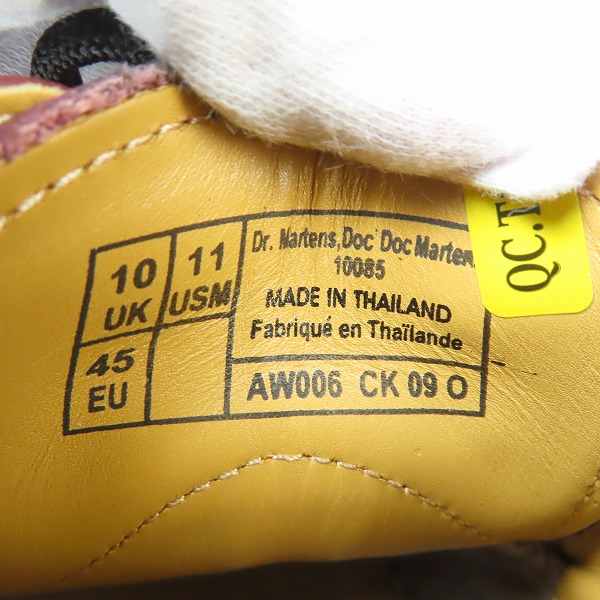 10
UK
11
USM
45
EU
Dr. Martens, Doc Doc Marten
10085
MADE IN THAILAND
Fabriqué en Thaïlande
AW006 CK 09 O
QC.T